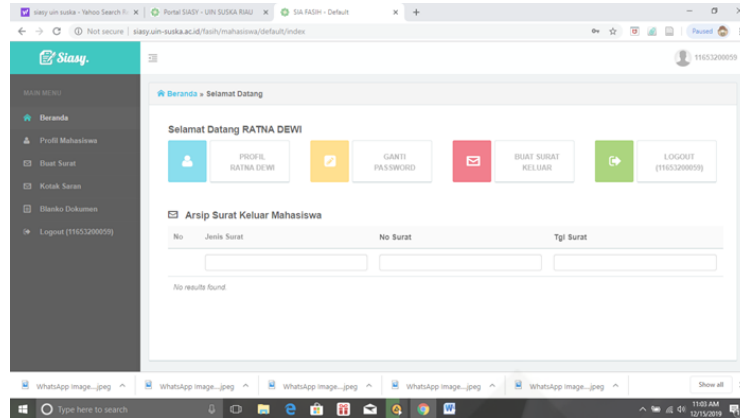 siasy uin suska - Yahoo Search R
Portal SIASY - UIN SUSKA RIAU
SIA FASIH - Default
Not secure | siasy.uin-suska.ac.id/fasih/mahasiswa/default/index
Paused
Siasy.
11653200059
MAIN MENU
Beranda
Profil Mahasiswa
Buat Surat
Kotak Saran
Blanko Dokumen
Logout (11653200059)
Beranda » Selamat Datang
Selamat Datang RATNA DEWI
PROFIL
RATNA DEWI
GANTI
PASSWORD
BUAT SURAT
KELUAR
LOGOUT
(11653200059)
Arsip Surat Keluar Mahasiswa
No Jenis Surat No Surat Tgl Surat
No results found.
WhatsApp Image...jpeg
WhatsApp Image...jpeg
WhatsApp Image...jpeg
WhatsApp Image...jpeg
WhatsApp Image...jpeg
Show all
Type here to search
11:03 AM
12/15/2019